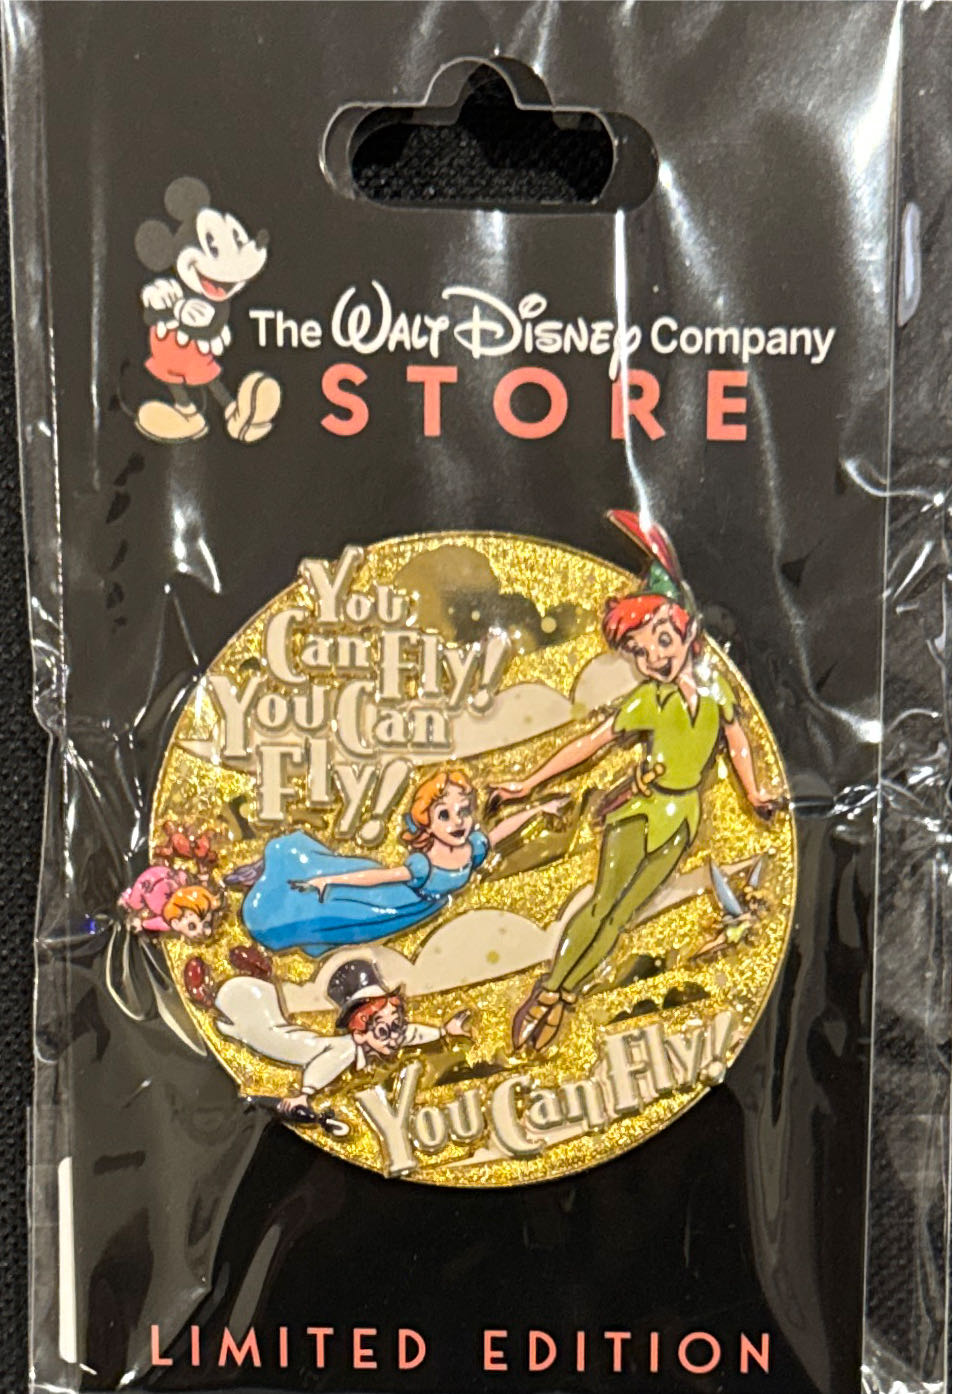 The WALT DISNEY Company
STORE
You
Can Fly!
You Can
Fly!
You Can Fly!
LIMITED EDITION